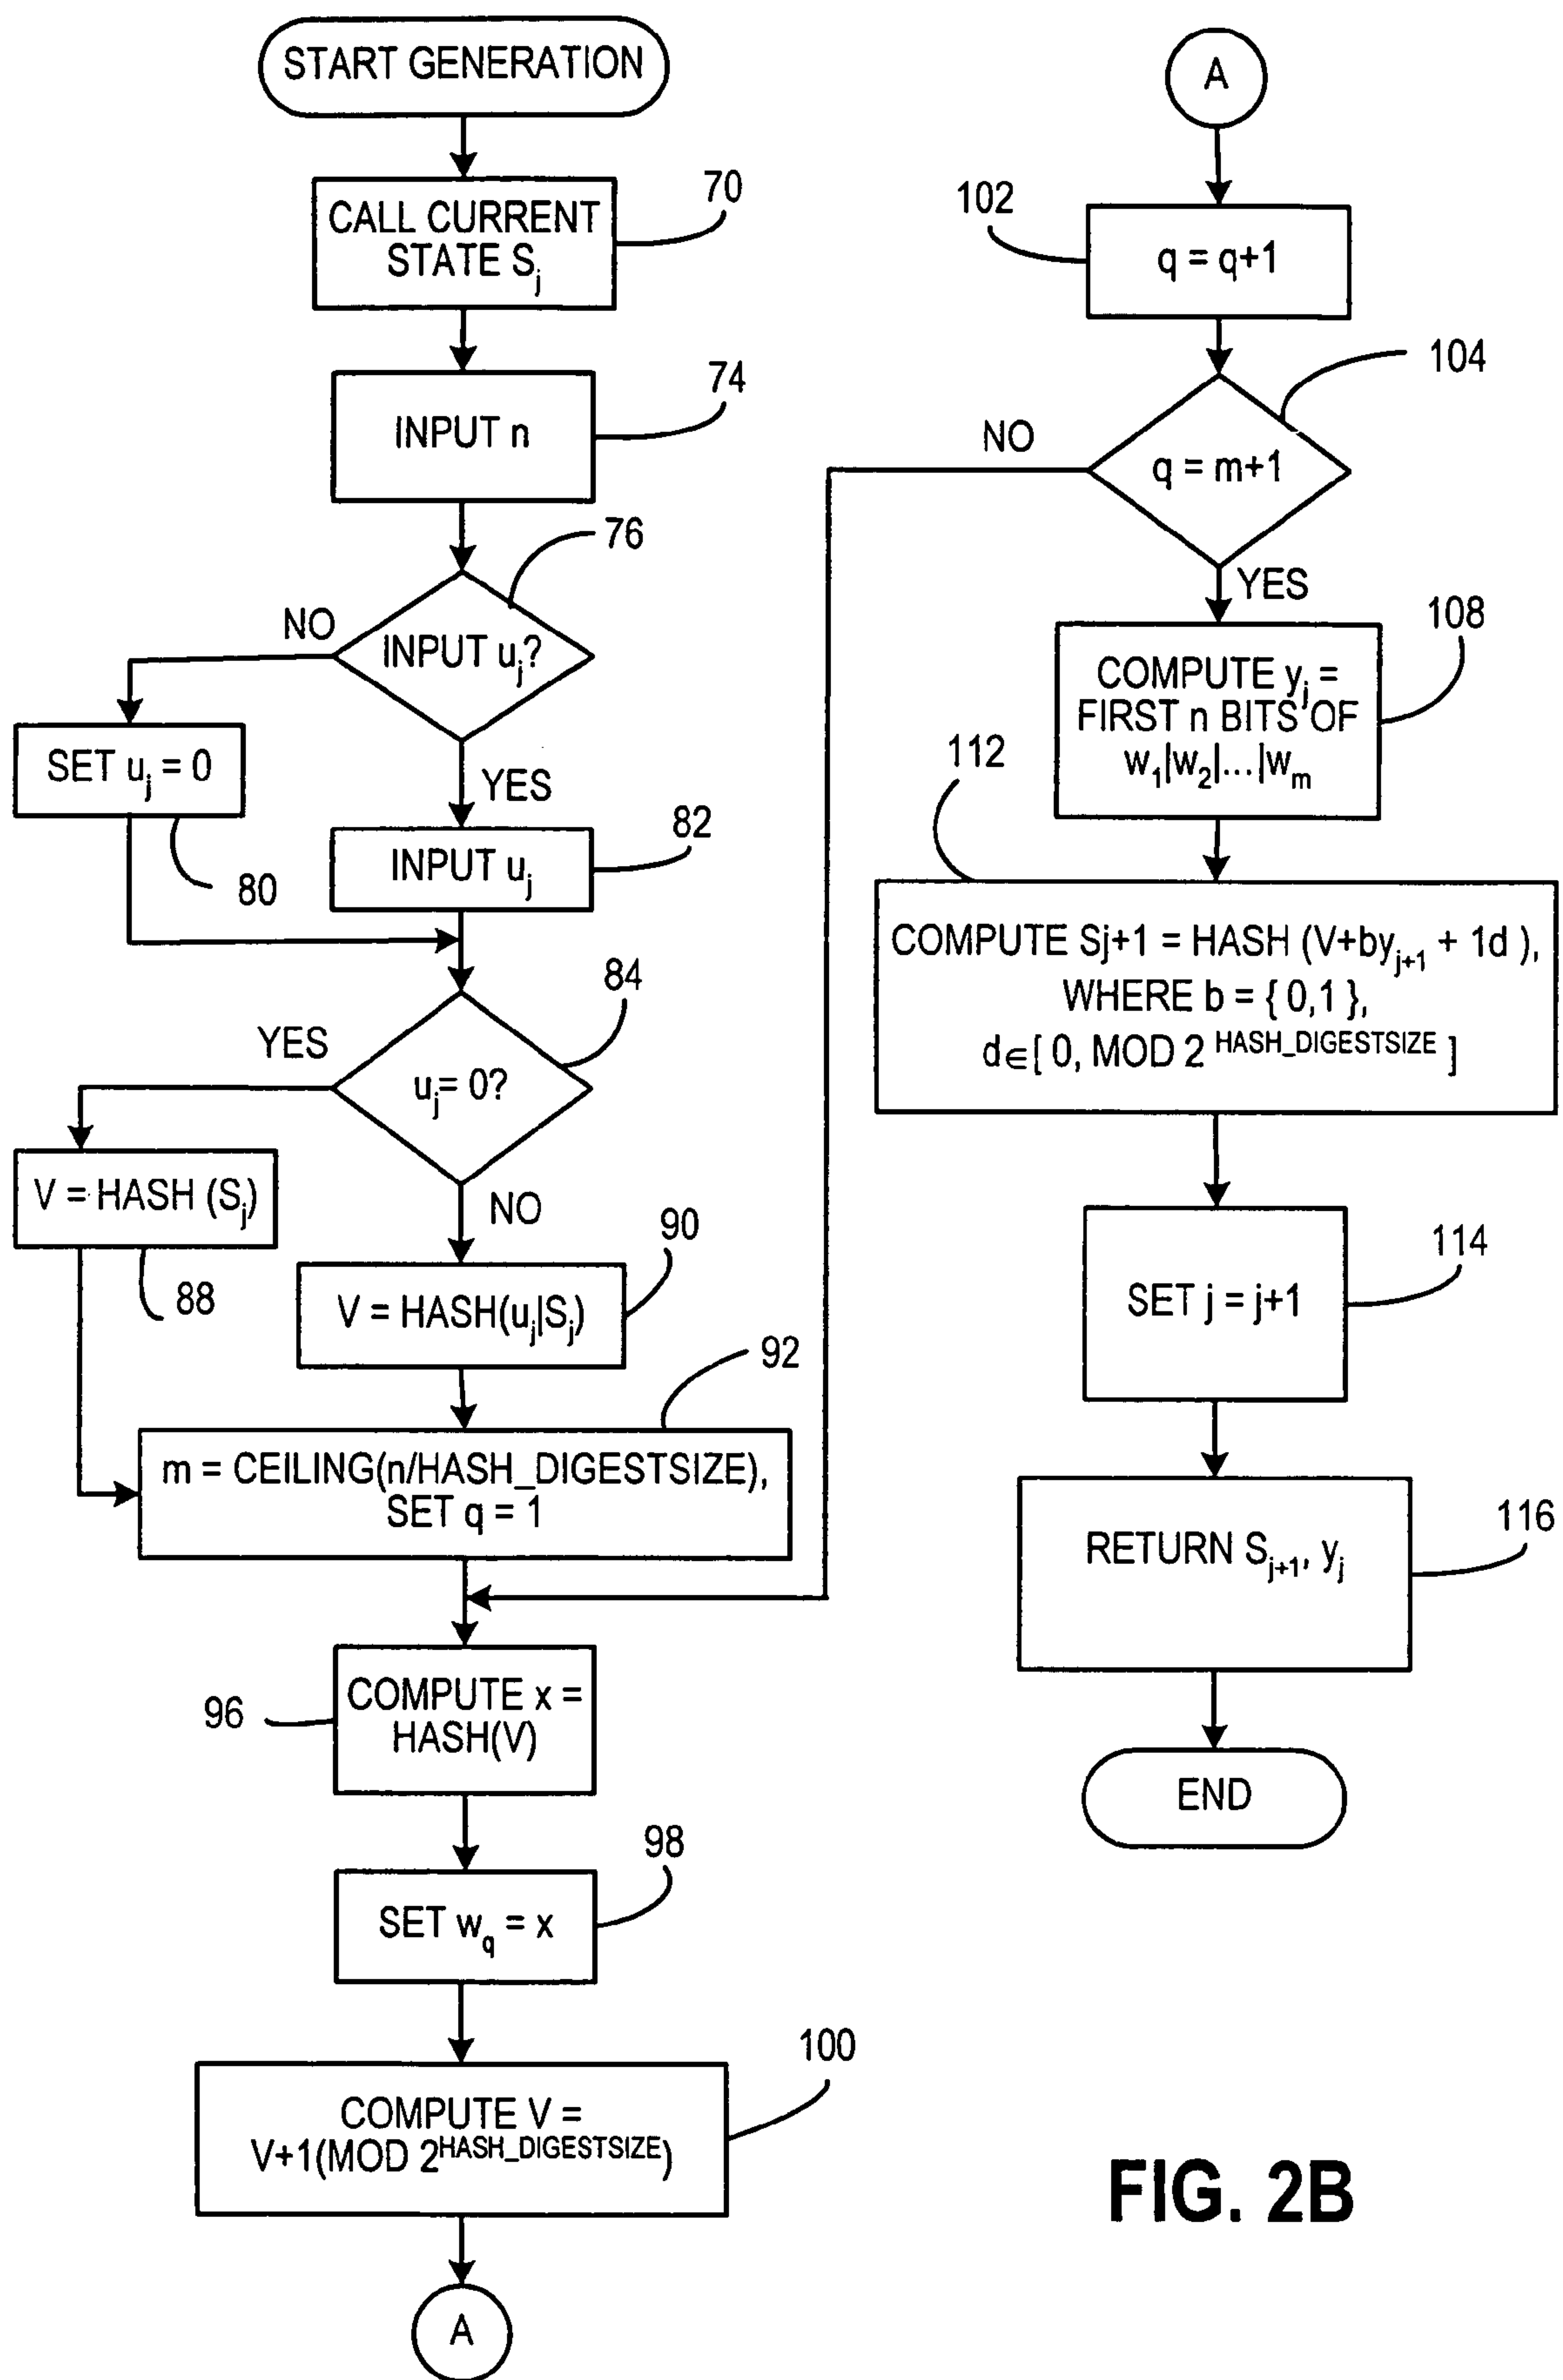 START GENERATION
CALL CURRENT
STATE Sj
70
INPUT n
74
76
INPUT uj?
NO
YES
SET uj = 0
80
INPUT uj
82
84
uj= 0?
YES
NO
V = HASH (Sj)
88
V = HASH(uj|Sj)
90
92
m = CEILING(n/HASH_DIGESTSIZE),
SET q = 1
COMPUTE x =
HASH(V)
96
SET wq = x
98
COMPUTE V =
V+1(MOD 2^HASH_DIGESTSIZE)
100
A
A
q = q+1
102
104
q = m+1
NO
YES
COMPUTE yj =
FIRST n BITS OF
w1|w2|...|wm
108
112
COMPUTE Sj+1 = HASH (V+byj+1 + 1d ),
WHERE b = { 0,1 },
d∈[ 0, MOD 2 HASH_DIGESTSIZE ]
SET j = j+1
114
RETURN Sj+1, yj
116
END
FIG. 2B